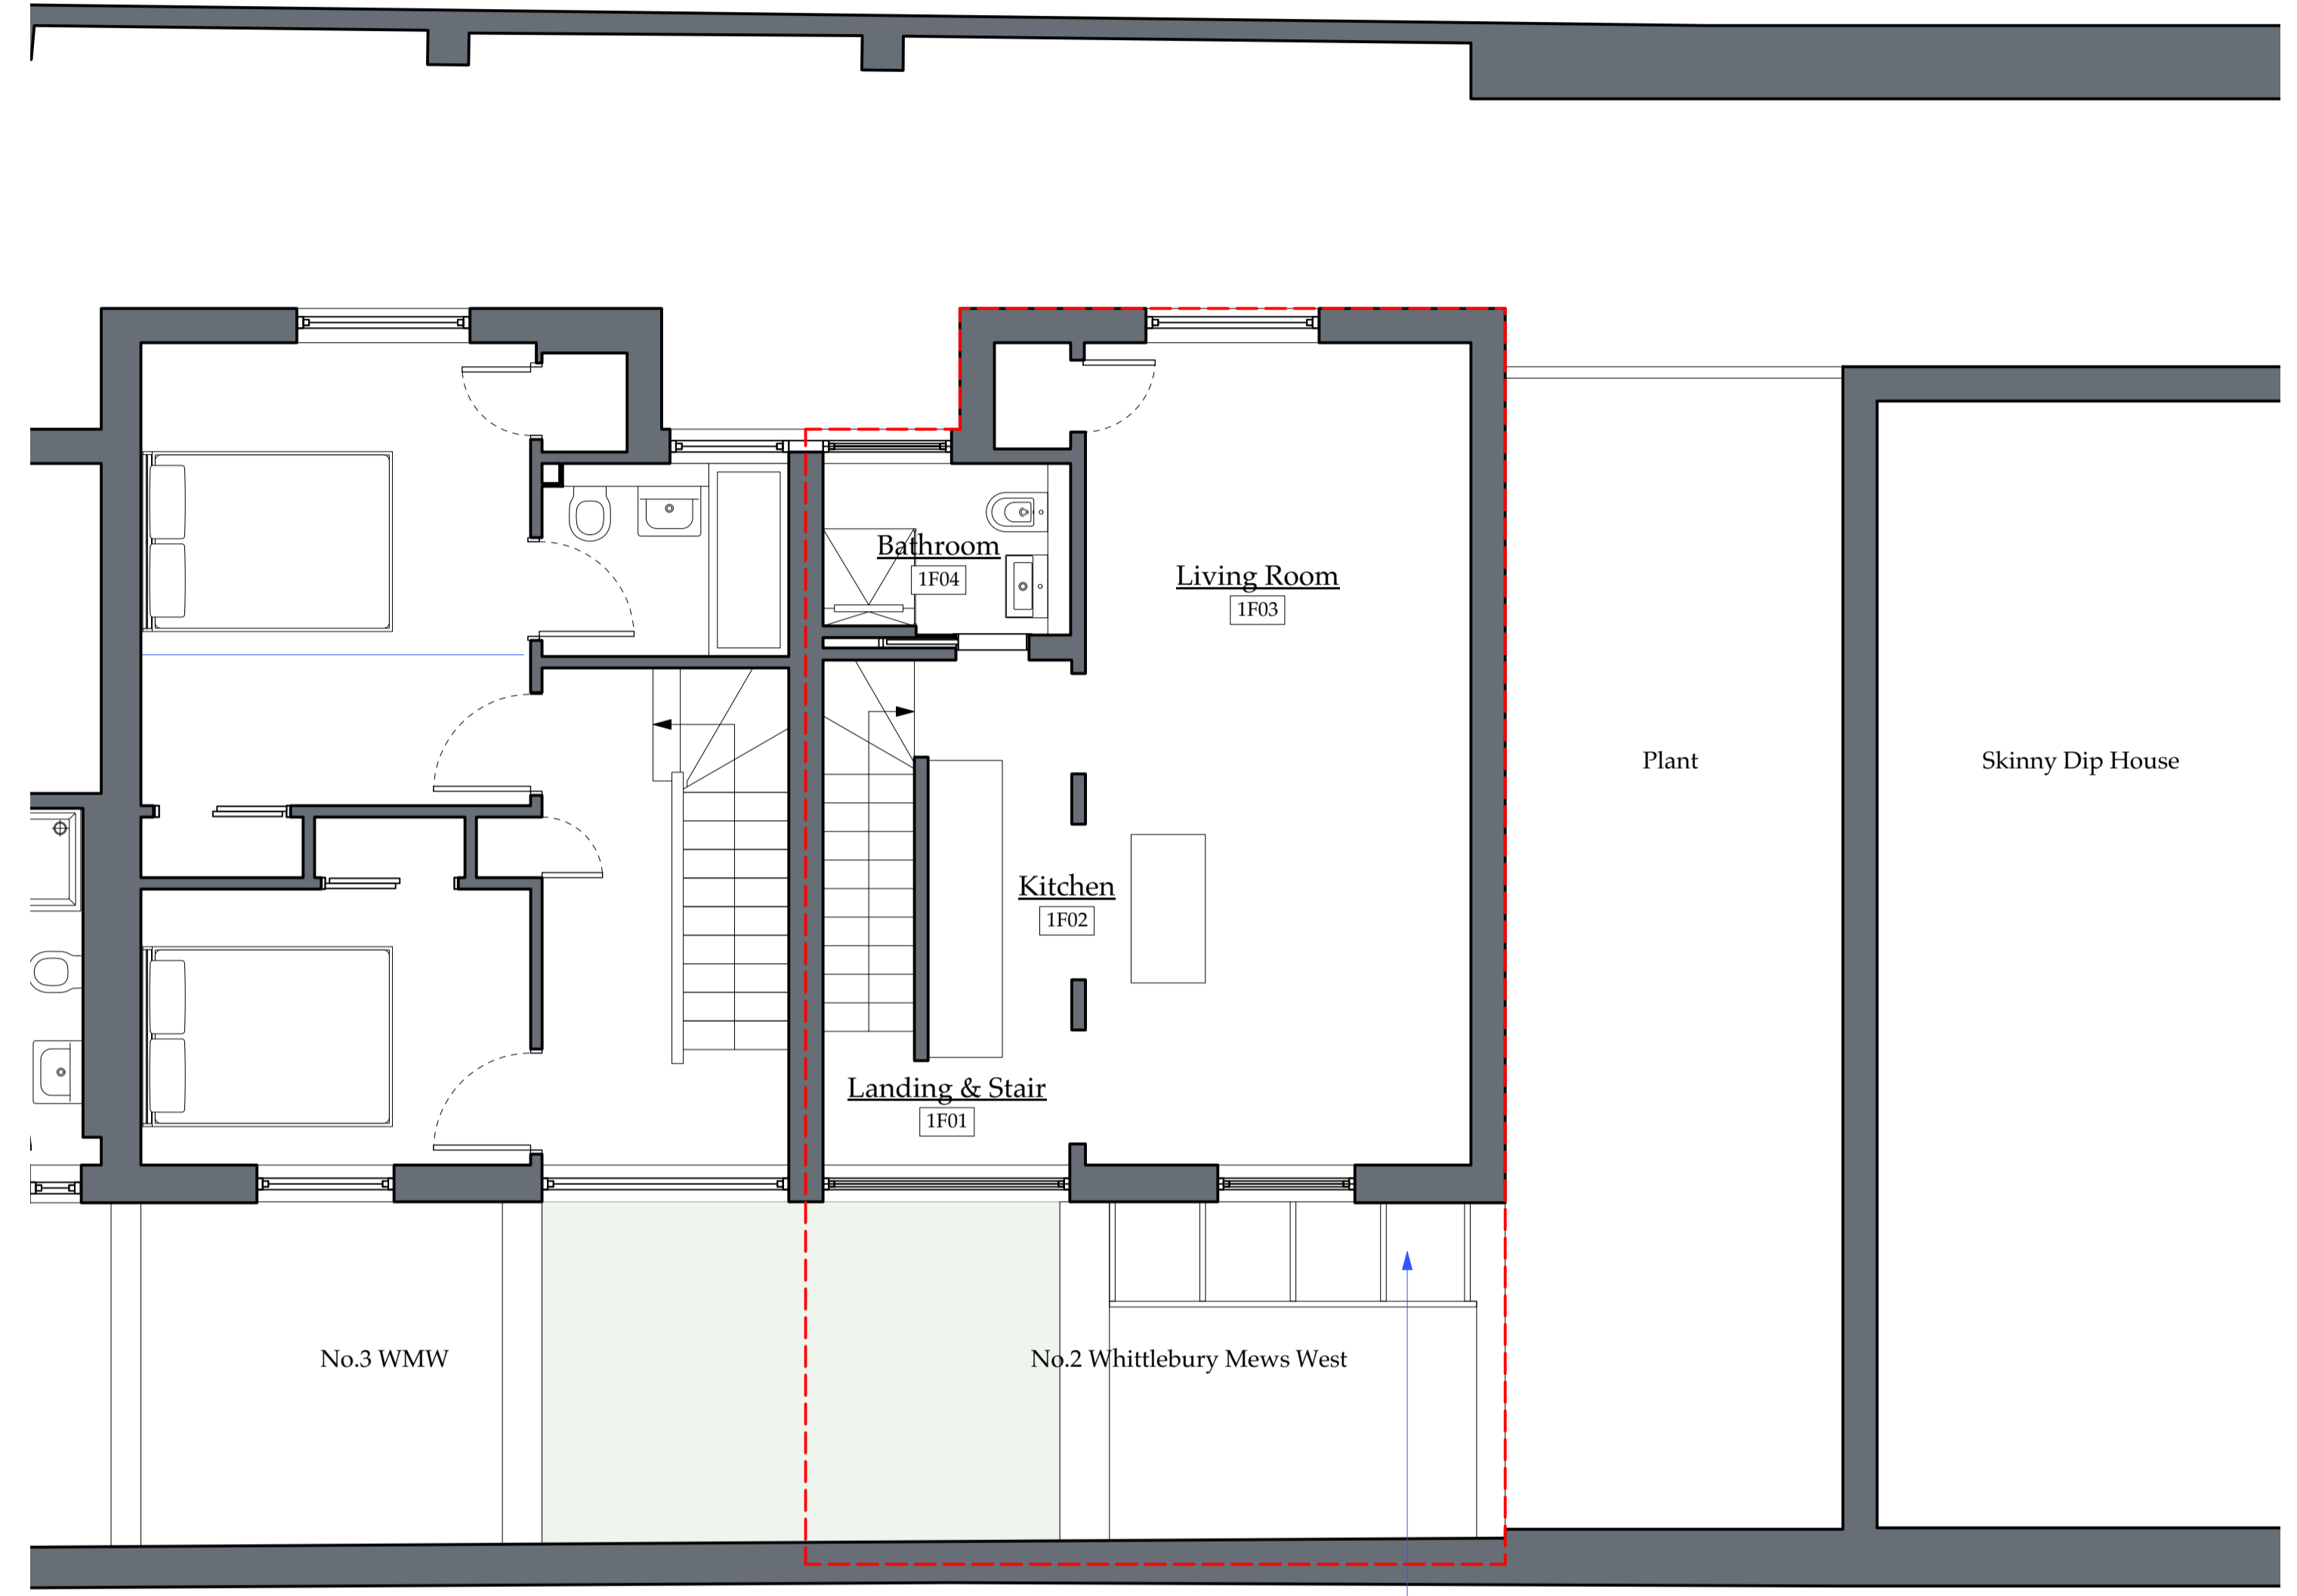 Bathroom
1F04
Living Room
1F03
Plant
Skinny Dip House
Kitchen
1F02
Landing & Stair
1F01
No.3 WMW
No.2 Whittlebury Mews West